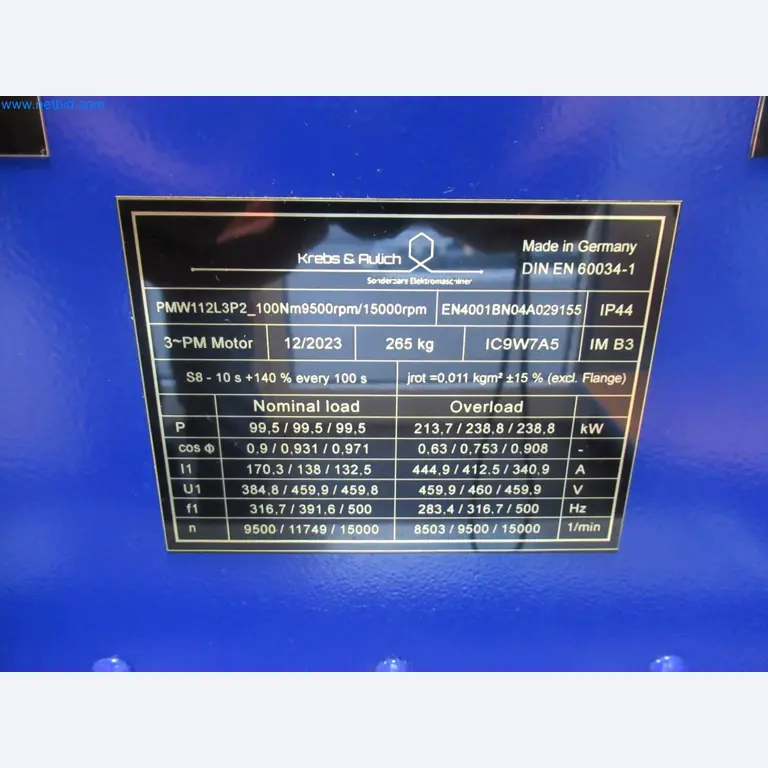 www.netbid.com
Krebs & Aulich
Sonderbare Elektromaschinen
Made in Germany
DIN EN 60034-1
PMW112L3P2_100Nm9500rpm/15000rpm EN4001BN04A029155 IP44
3~PM Motor 12/2023 265 kg IC9W7A5 IM B3
S8 - 10 s +140 % every 100 s jrot =0,011 kgm² ±15 % (excl. Flange)
Nominal load Overload
P 99,5 / 99,5 / 99,5 213,7 / 238,8 / 238,8 kW
cos Φ 0,9 / 0,931 / 0,971 0,63 / 0,753 / 0,908 -
I1 170,3 / 138 / 132,5 444,9 / 412,5 / 340,9 A
U1 384,8 / 459,9 / 459,8 459,9 / 460 / 459,9 V
f1 316,7 / 391,6 / 500 283,4 / 316,7 / 500 Hz
n 9500 / 11749 / 15000 8503 / 9500 / 15000 1/min